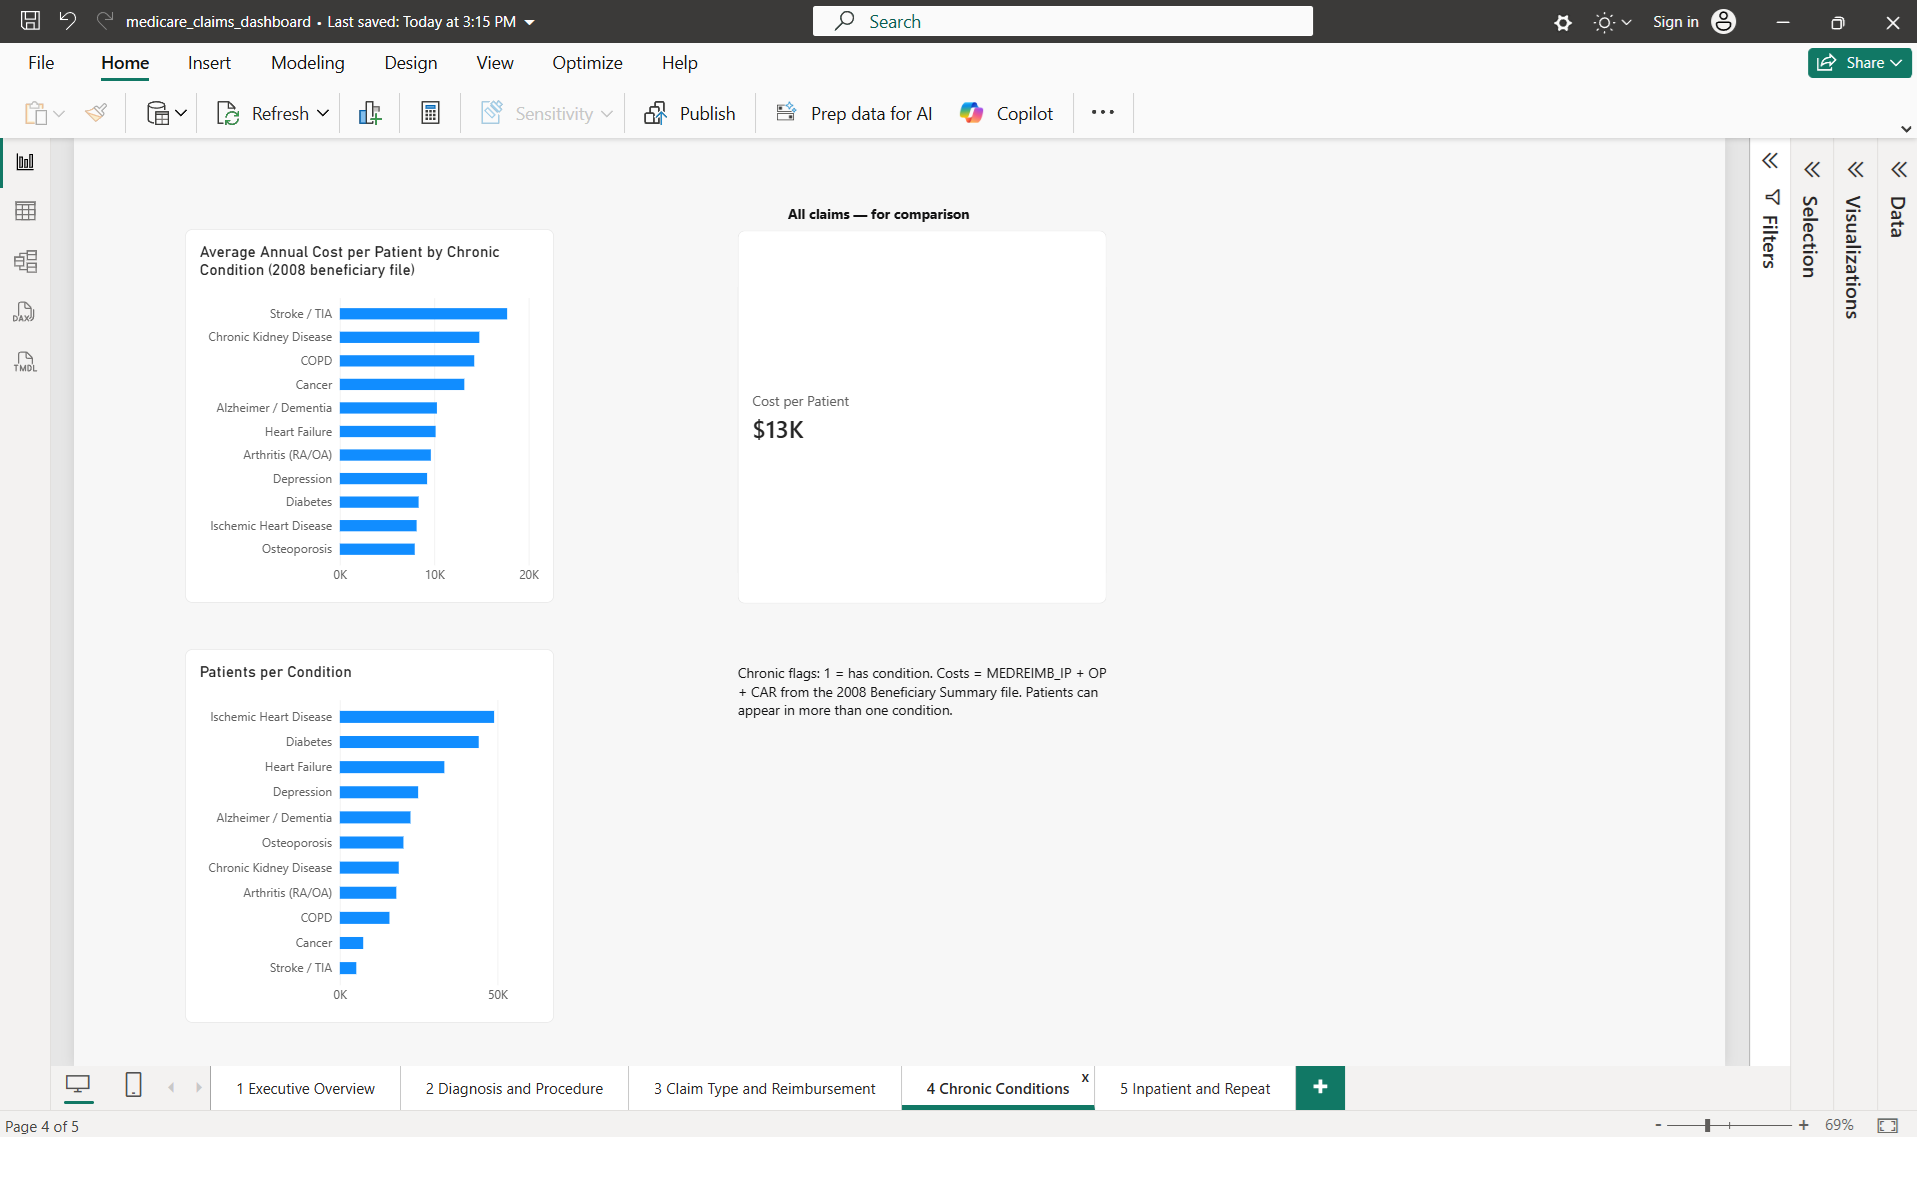 medicare_claims_dashboard • Last saved: Today at 3:15 PM
Search
Sign in
File
Home
Insert
Modeling
Design
View
Optimize
Help
Share
Refresh
Sensitivity
Publish
Prep data for AI
Copilot
DAX
TMDL
All claims — for comparison
Average Annual Cost per Patient by Chronic
Condition (2008 beneficiary file)
Stroke / TIA
Chronic Kidney Disease
COPD
Cancer
Alzheimer / Dementia
Heart Failure
Arthritis (RA/OA)
Depression
Diabetes
Ischemic Heart Disease
Osteoporosis
0K
10K
20K
Cost per Patient
$13K
Patients per Condition
Ischemic Heart Disease
Diabetes
Heart Failure
Depression
Alzheimer / Dementia
Osteoporosis
Chronic Kidney Disease
Arthritis (RA/OA)
COPD
Cancer
Stroke / TIA
0K
50K
Chronic flags: 1 = has condition. Costs = MEDREIMB_IP + OP
+ CAR from the 2008 Beneficiary Summary file. Patients can
appear in more than one condition.
Filters
Selection
Visualizations
Data
1 Executive Overview
2 Diagnosis and Procedure
3 Claim Type and Reimbursement
4 Chronic Conditions
x
5 Inpatient and Repeat
+
Page 4 of 5
- + 69%